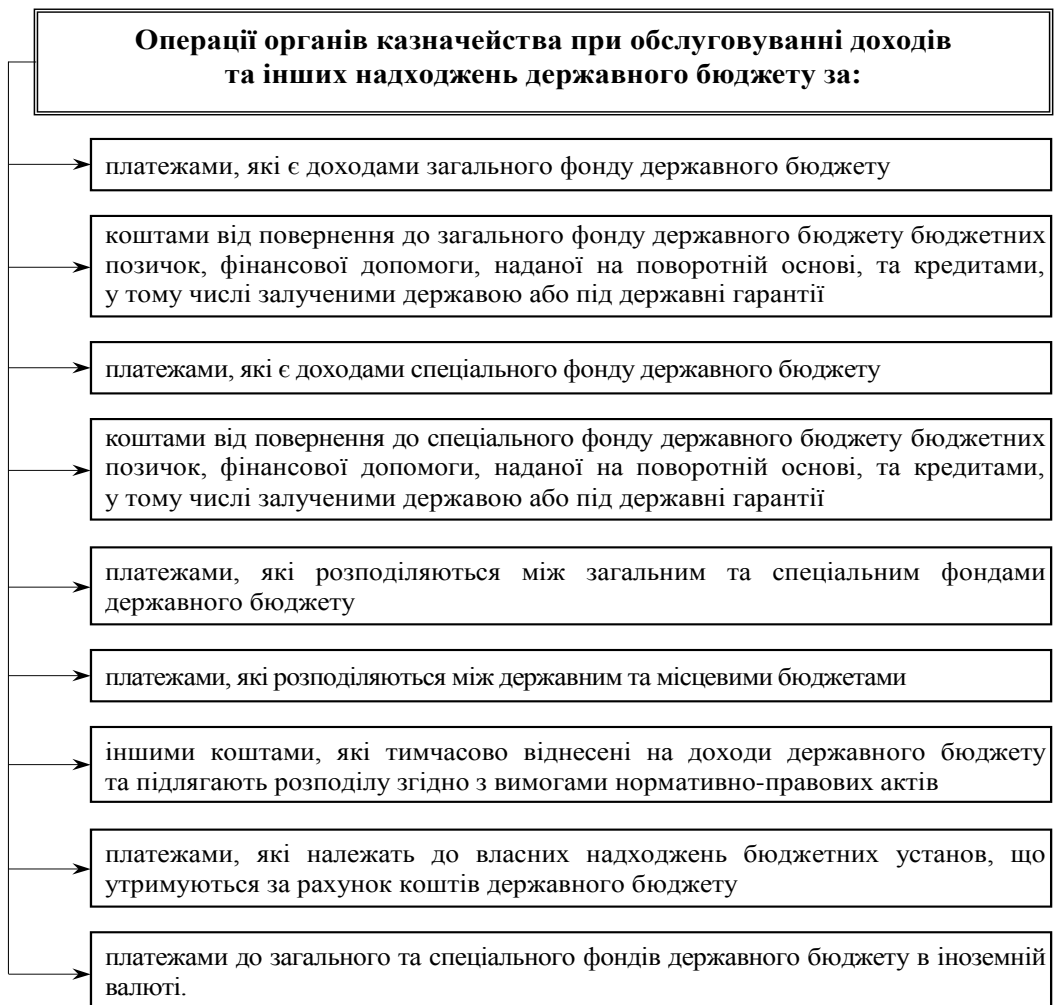 Операції органів казначейства при обслуговуванні доходів
та інших надходжень державного бюджету за:
платежами, які є доходами загального фонду державного бюджету
коштами від повернення до загального фонду державного бюджету бюджетних
позичок, фінансової допомоги, наданої на поворотній основі, та кредитами,
у тому числі залученими державою або під державні гарантії
платежами, які є доходами спеціального фонду державного бюджету
коштами від повернення до спеціального фонду державного бюджету бюджетних
позичок, фінансової допомоги, наданої на поворотній основі, та кредитами,
у тому числі залученими державою або під державні гарантії
платежами, які розподіляються між загальним та спеціальним фондами
державного бюджету
платежами, які розподіляються між державним та місцевими бюджетами
іншими коштами, які тимчасово віднесені на доходи державного бюджету
та підлягають розподілу згідно з вимогами нормативно-правових актів
платежами, які належать до власних надходжень бюджетних установ, що
утримуються за рахунок коштів державного бюджету
платежами до загального та спеціального фондів державного бюджету в іноземній
валюті.